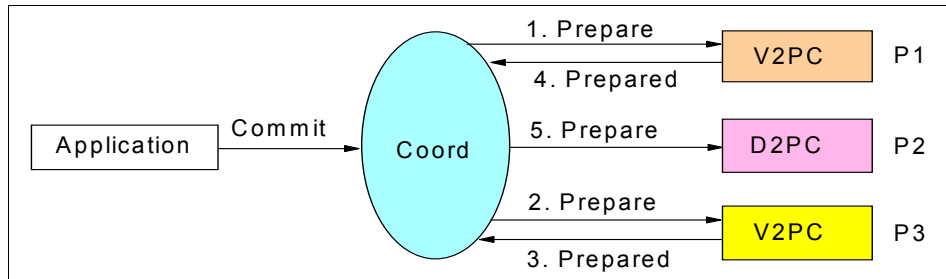 1. Prepare
V2PC
P1
4. Prepared
Application
Commit
Coord
5. Prepare
D2PC
P2
2. Prepare
V2PC
P3
3. Prepared